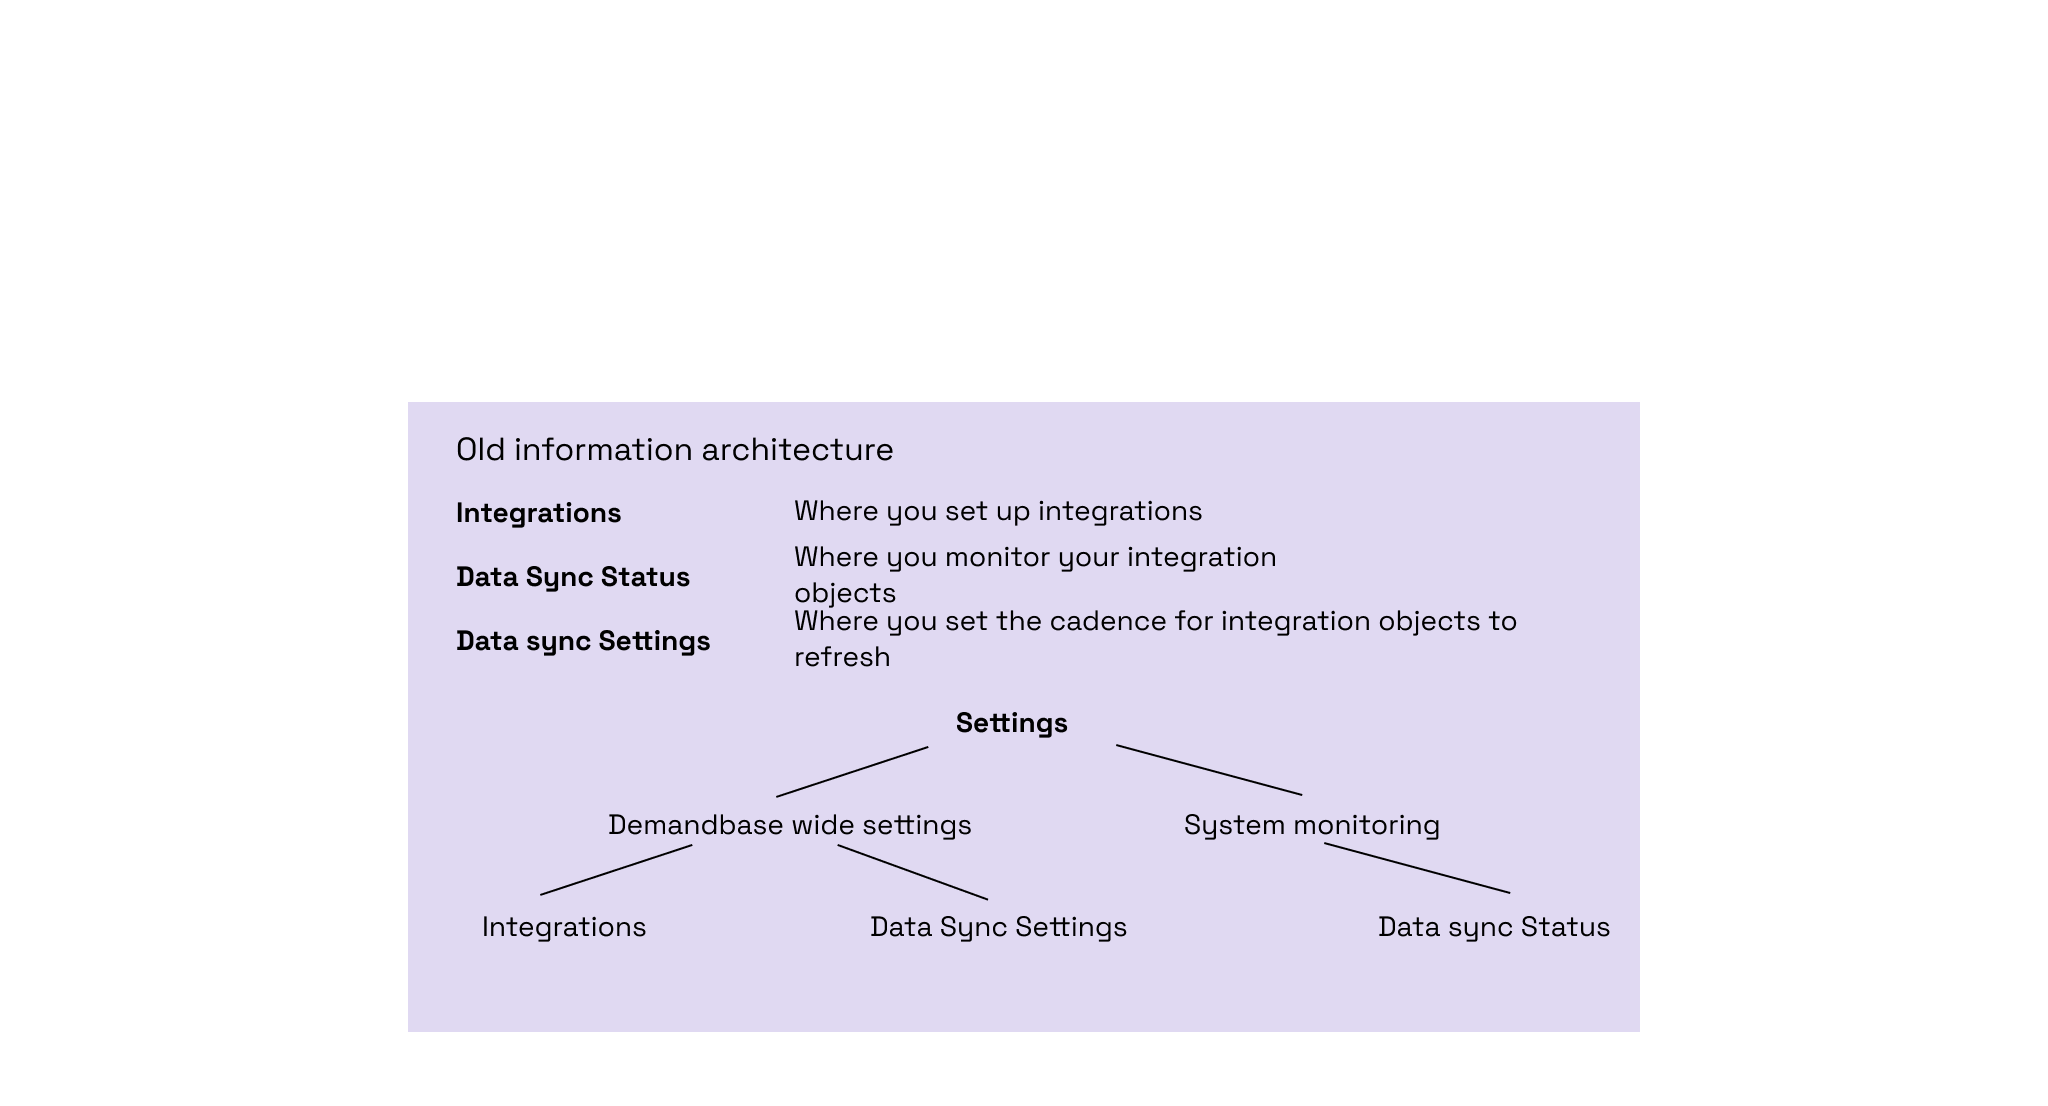 Old information architecture
Integrations
Where you set up integrations
Data Sync Status
Where you monitor your integration
objects
Data sync Settings
Where you set the cadence for integration objects to
refresh
Settings
Demandbase wide settings
System monitoring
Integrations
Data Sync Settings
Data sync Status